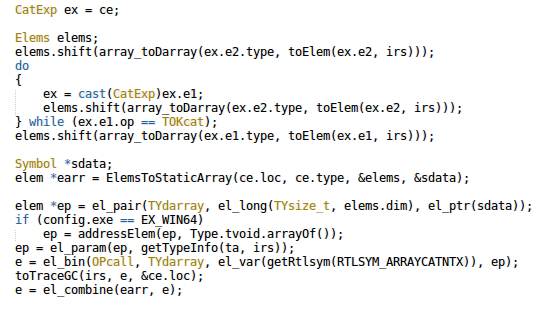 CatExp ex = ce;
Elems elems;
elems.shift(array_toDarray(ex.e2.type, toElem(ex.e2, irs)));
do
{
ex = cast(CatExp)ex.e1;
elems.shift(array_toDarray(ex.e2.type, toElem(ex.e2, irs)));
} while (ex.e1.op == TOKcat);
elems.shift(array_toDarray(ex.e1.type, toElem(ex.e1, irs)));
Symbol *sdata;
elem *earr = ElemsToStaticArray(ce.loc, ce.type, &elems, &sdata);
elem *ep = el_pair(TYdarray, el_long(TYsize_t, elems.dim), el_ptr(sdata));
if (config.exe == EX_WIN64)
ep = addressElem(ep, Type.tvoid.arrayOf());
ep = el_param(ep, getTypeInfo(ta, irs));
e = el_bin(OPcall, TYdarray, el_var(getRtlsym(RTLSYM_ARRAYCATNTX)), ep);
toTraceGC(irs, e, &ce.loc);
e = el_combine(earr, e);